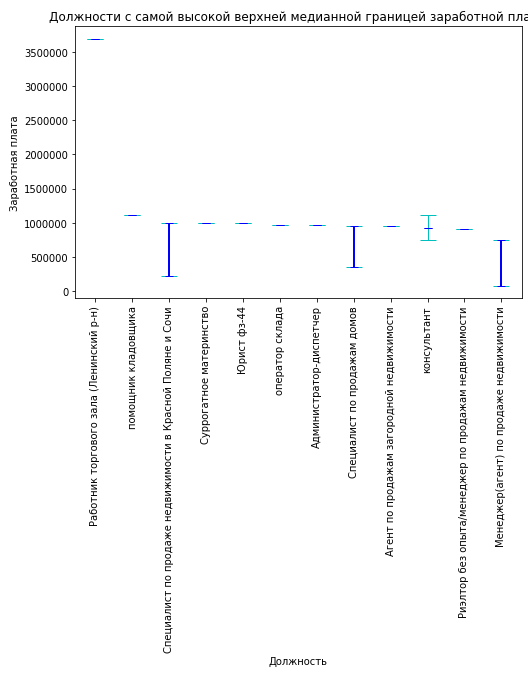 Должности с самой высокой верхней медианной границей заработной пла
3500000
3000000
2500000
2000000
1500000
1000000
500000
0
Заработная плата
Работник торгового зала (Ленинский р-н)
помощник кладовщика
Специалист по продаже недвижимости в Красной Поляне и Сочи
Суррогатное материнство
Юрист фз-44
оператор склада
Администратор-диспетчер
Специалист по продажам домов
Агент по продажам загородной недвижимости
консультант
Риэлтор без опыта/менеджер по продажам недвижимости
Менеджер(агент) по продаже недвижимости
Должность